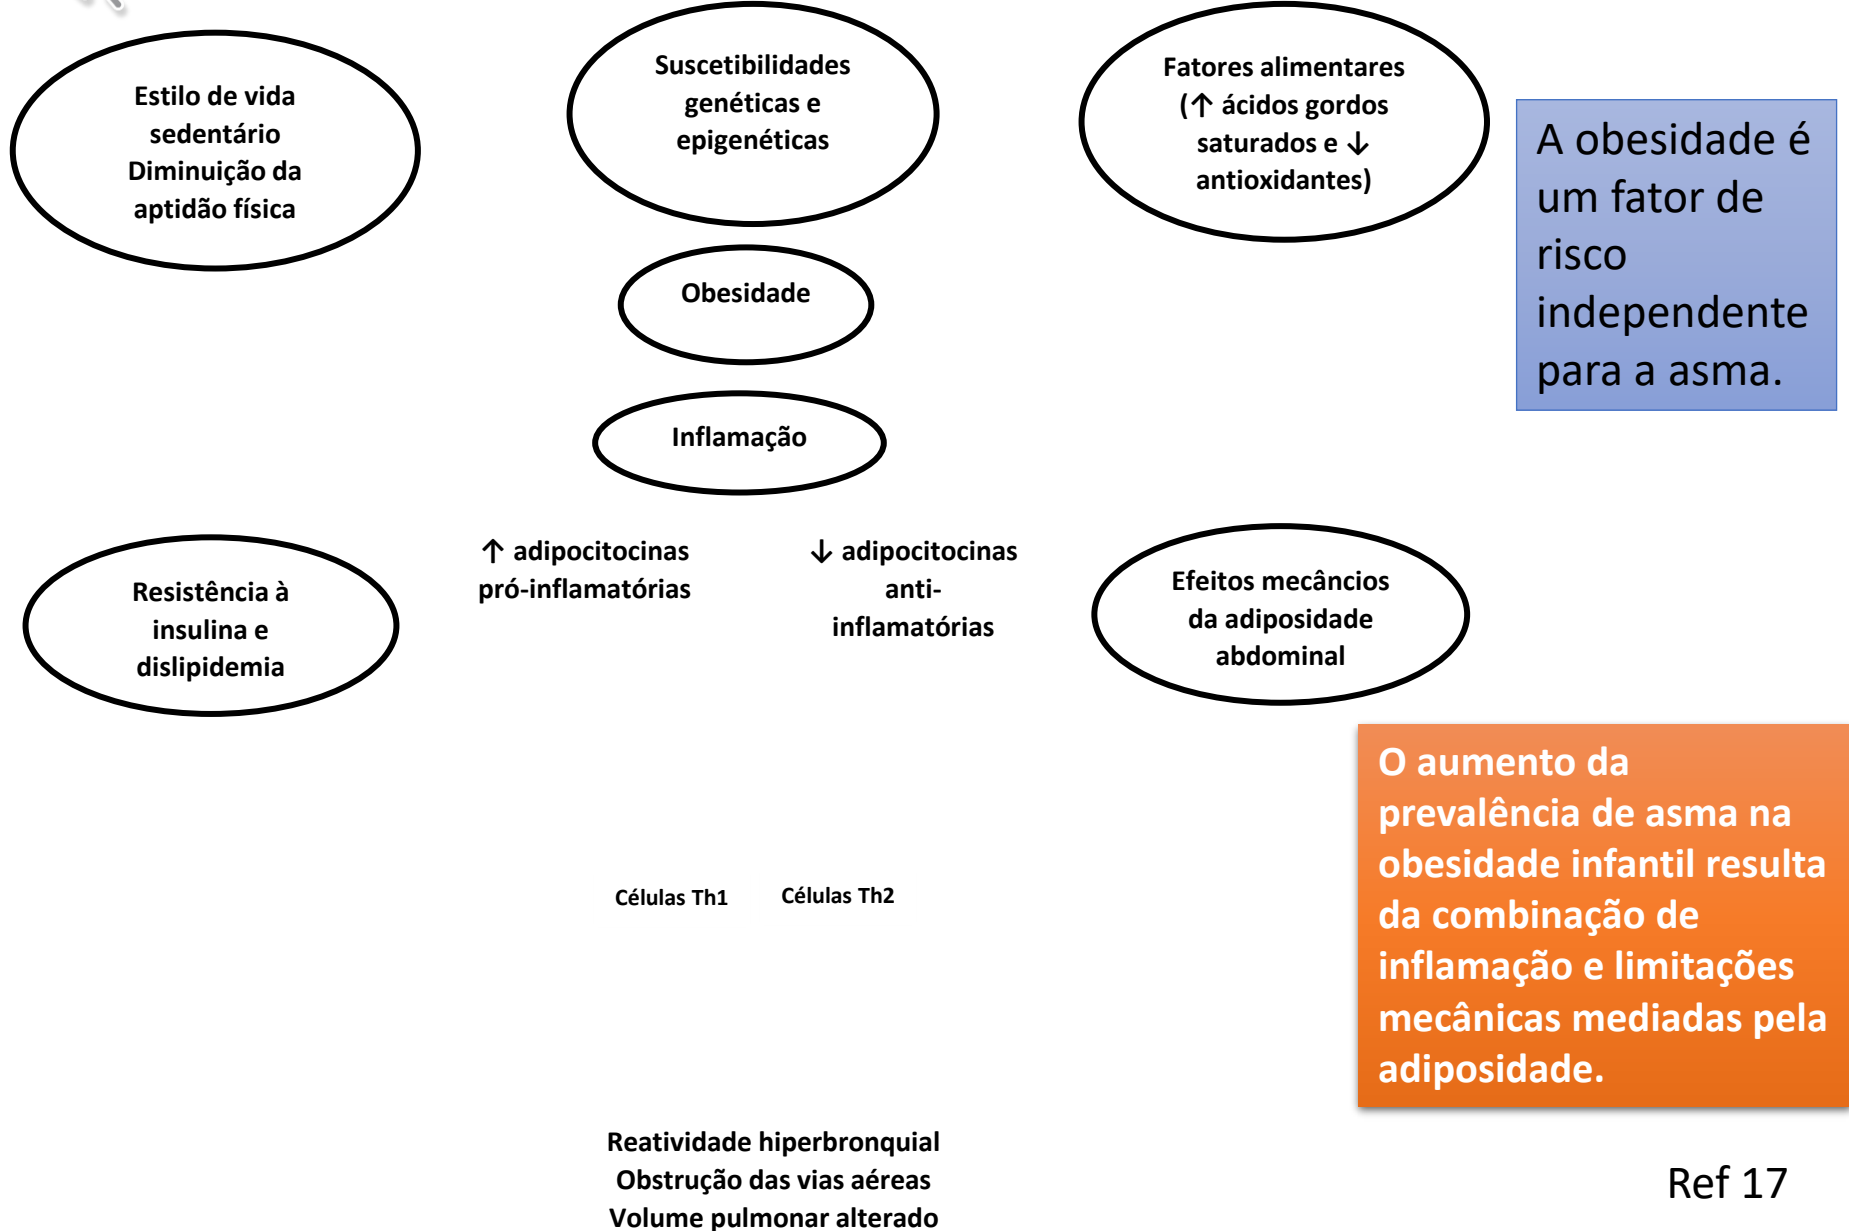 Estilo de vida
sedentário
Diminuição da
aptidão física
Suscetibilidades
genéticas e
epigenéticas
Fatores alimentares
(↑ ácidos gordos
saturados e ↓
antioxidantes)
A obesidade é
um fator de
risco
independente
para a asma.
Obesidade
Inflamação
Resistência à
insulina e
dislipidemia
↑ adipocitocinas
pró-inflamatórias
↓ adipocitocinas
anti-
inflamatórias
Efeitos mecâncios
da adiposidade
abdominal
O aumento da
prevalência de asma na
obesidade infantil resulta
da combinação de
inflamação e limitações
mecânicas mediadas pela
adiposidade.
Células Th1
Células Th2
Reatividade hiperbronquial
Obstrução das vias aéreas
Volume pulmonar alterado
Ref 17